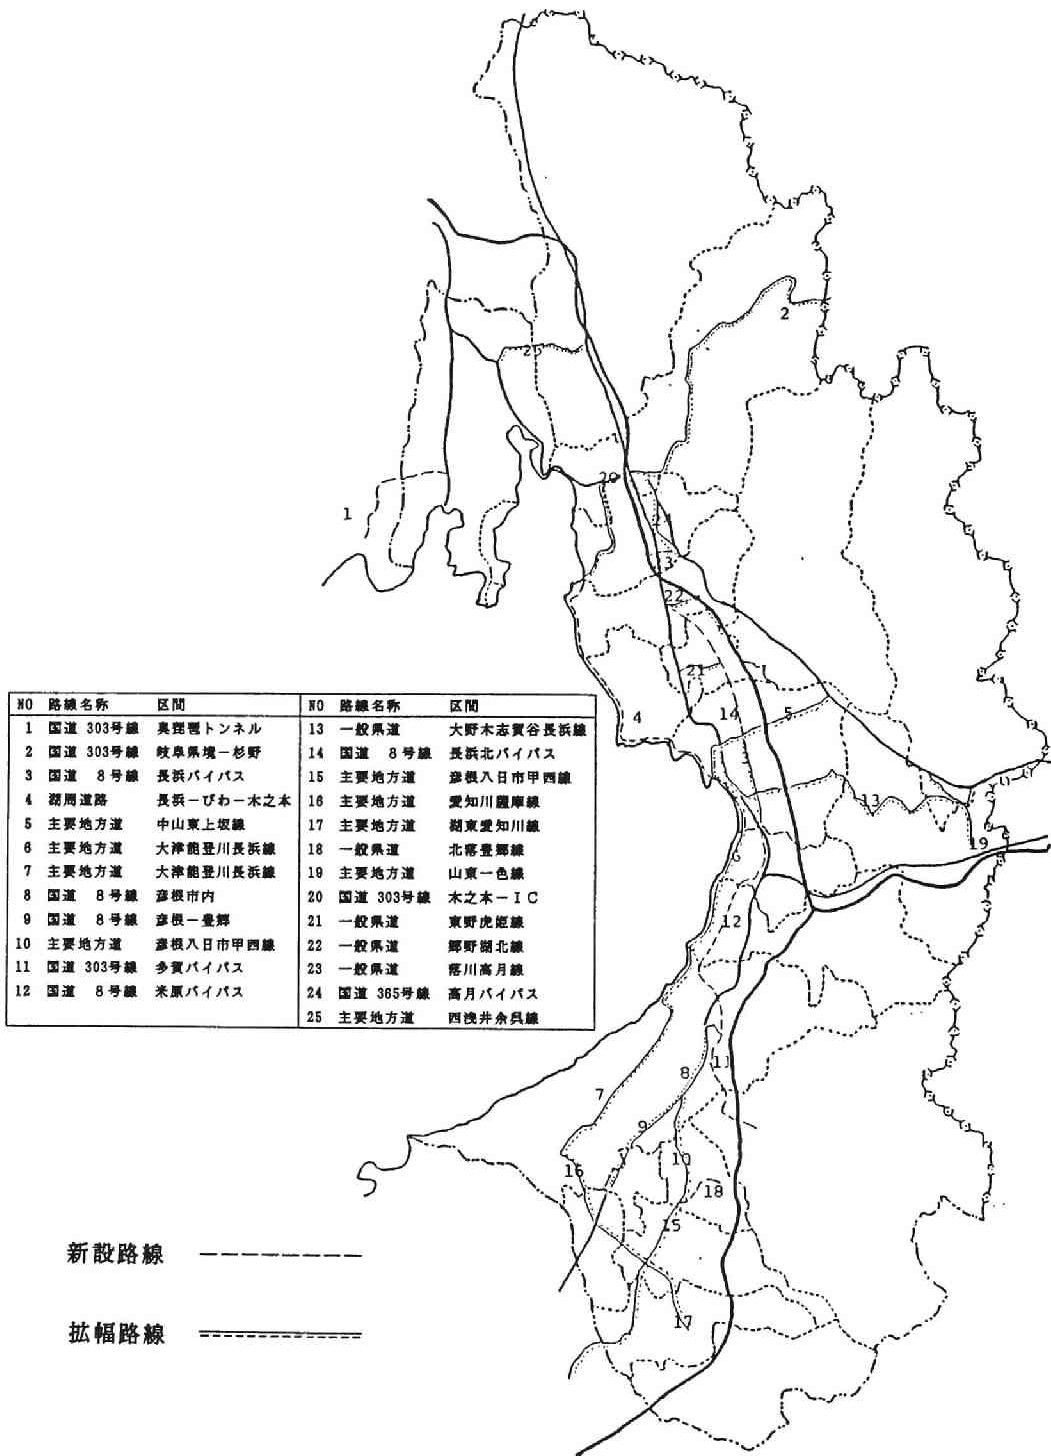 NO 路線名称 区間
1 国道 303号線 奥琵琶トンネル
2 国道 303号線 岐阜県境－杉野
3 国道 8号線 長浜バイパス
4 湖周道路 長浜－びわ－木之本
5 主要地方道 中山東上坂線
6 主要地方道 大津能登川長浜線
7 主要地方道 大津能登川長浜線
8 国道 8号線 彦根市内
9 国道 8号線 彦根－豊郷
10 主要地方道 彦根八日市甲西線
11 国道 303号線 多賀バイパス
12 国道 8号線 米原バイパス
NO 路線名称 区間
13 一般県道 大野木志賀谷長浜線
14 国道 8号線 長浜北バイパス
15 主要地方道 彦根八日市甲西線
16 主要地方道 愛知川彦根線
17 主要地方道 湖東愛知川線
18 一般県道 北落豊郷線
19 主要地方道 山東一色線
20 国道 303号線 木之本－IC
21 一般県道 東野虎姫線
22 一般県道 郷野湖北線
23 一般県道 落川高月線
24 国道 365号線 高月バイパス
25 主要地方道 西浅井余呉線
2
25
20
1
24
3
22
21
4
14
5
13
6
19
12
11
8
7
9
10
16
18
15
17
新設路線
拡幅路線